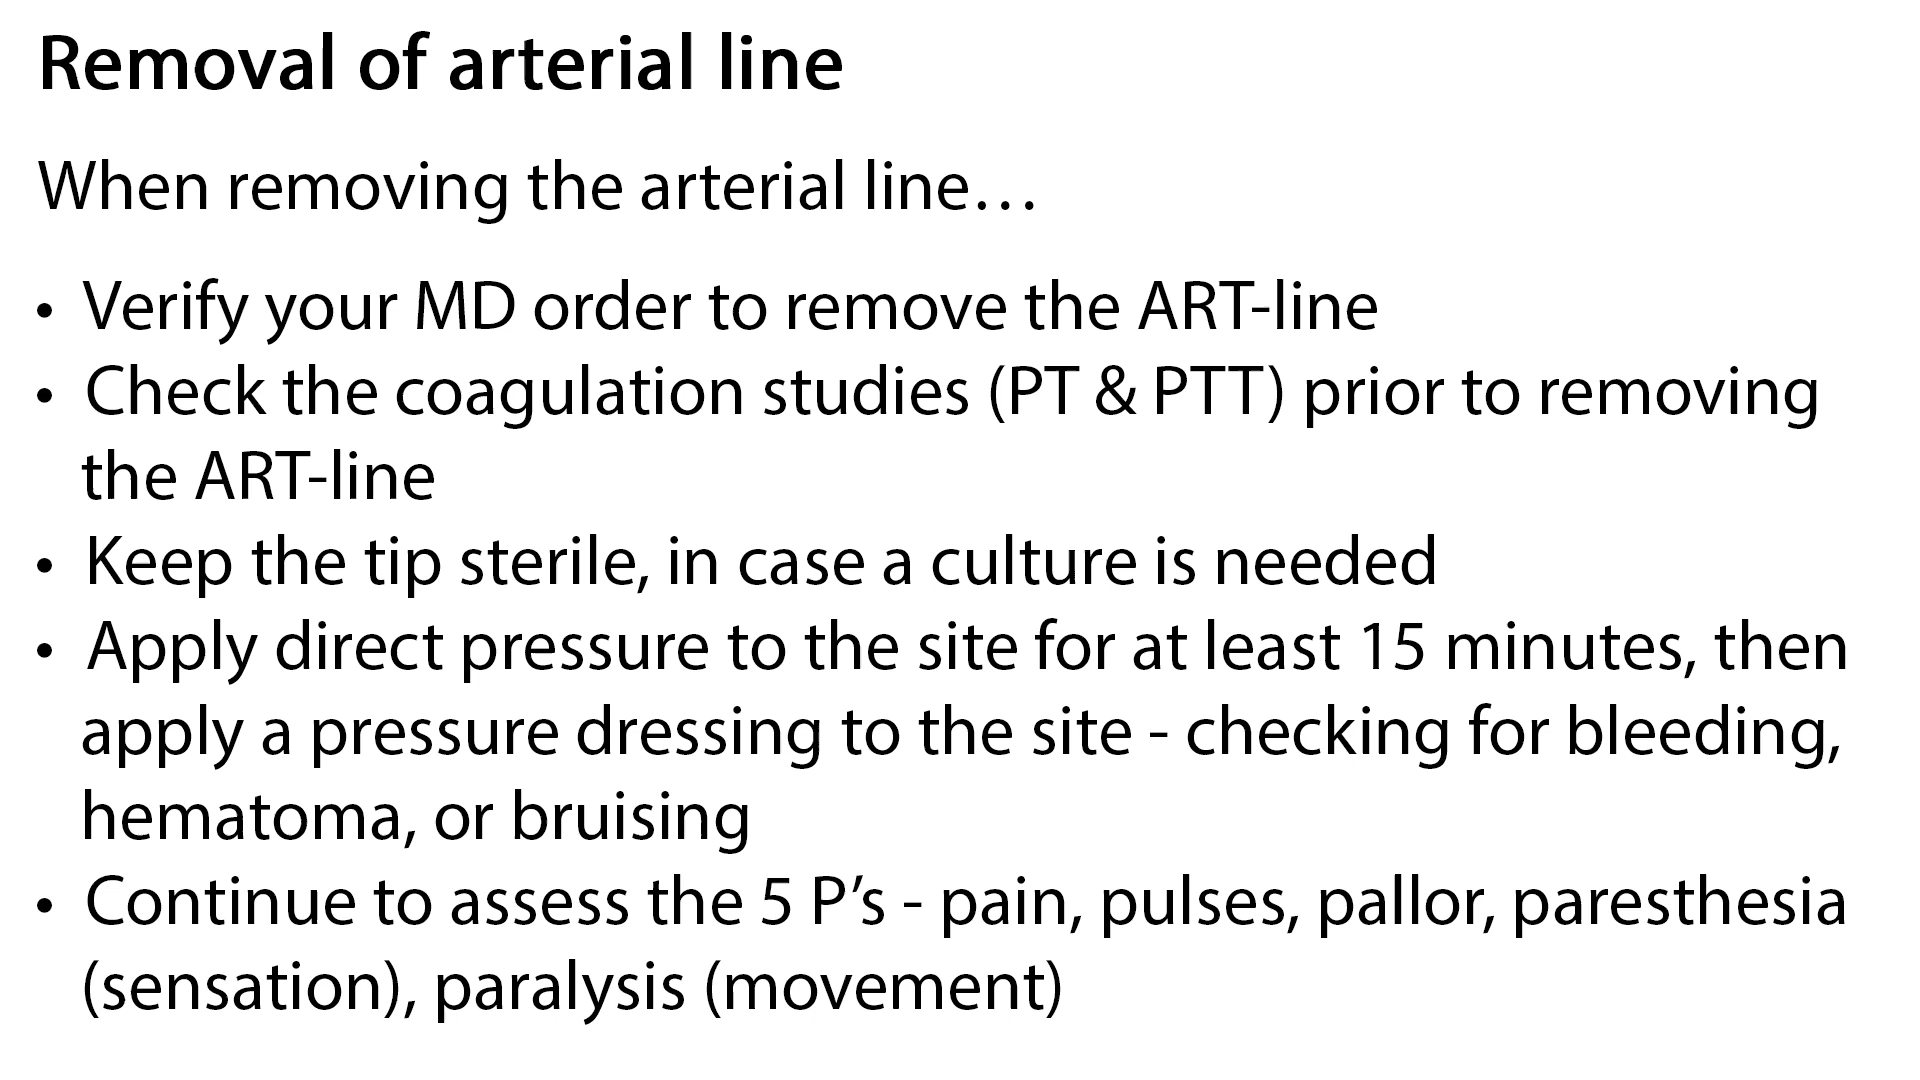 Removal of arterial line
When removing the arterial line…
• Verify your MD order to remove the ART-line
• Check the coagulation studies (PT & PTT) prior to removing
the ART-line
• Keep the tip sterile, in case a culture is needed
• Apply direct pressure to the site for at least 15 minutes, then
apply a pressure dressing to the site - checking for bleeding,
hematoma, or bruising
• Continue to assess the 5 P’s - pain, pulses, pallor, paresthesia
(sensation), paralysis (movement)